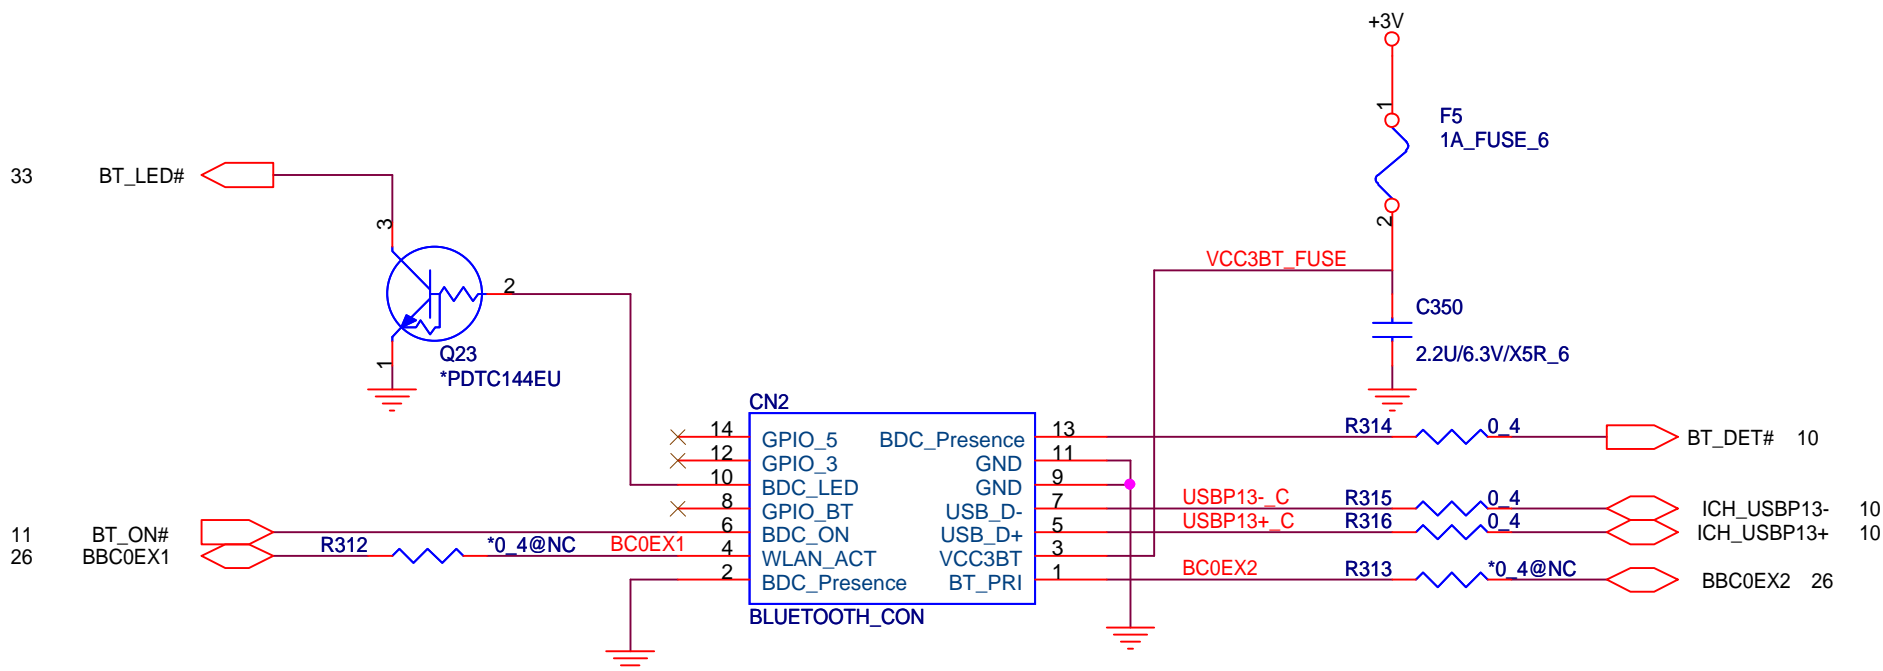 +3V
1
F5
1A_FUSE_6
2
33 BT_LED#
3
2
VCC3BT_FUSE
C350
2.2U/6.3V/X5R_6
1
Q23
*PDTC144EU
CN2
14 GPIO_5 BDC_Presence 13 R314 0_4 BT_DET# 10
12 GPIO_3 GND 11
10 BDC_LED GND 9
8 GPIO_BT USB_D- 7 USBP13-_C R315 0_4 ICH_USBP13- 10
11 BT_ON# 6 BDC_ON USB_D+ 5 USBP13+_C R316 0_4 ICH_USBP13+ 10
26 BBC0EX1 R312 *0_4@NC BC0EX1 4 WLAN_ACT VCC3BT 3
2 BDC_Presence BT_PRI 1 BC0EX2 R313 *0_4@NC BBC0EX2 26
BLUETOOTH_CON